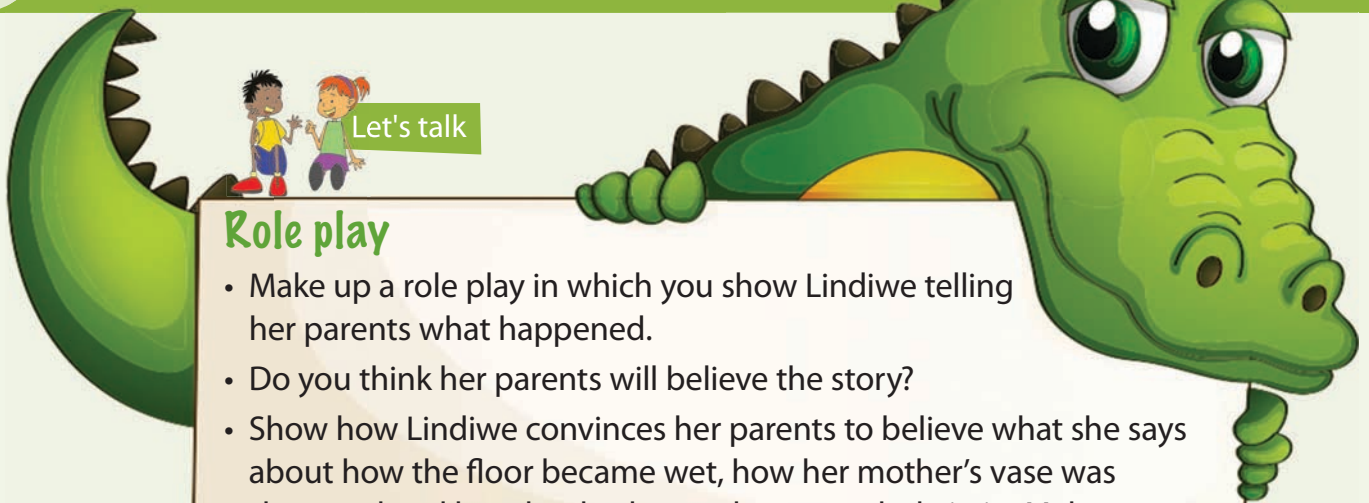 Let's talk
Role play
• Make up a role play in which you show Lindiwe telling
her parents what happened.
• Do you think her parents will believe the story?
• Show how Lindiwe convinces her parents to believe what she says
about how the floor became wet, how her mother’s vase was